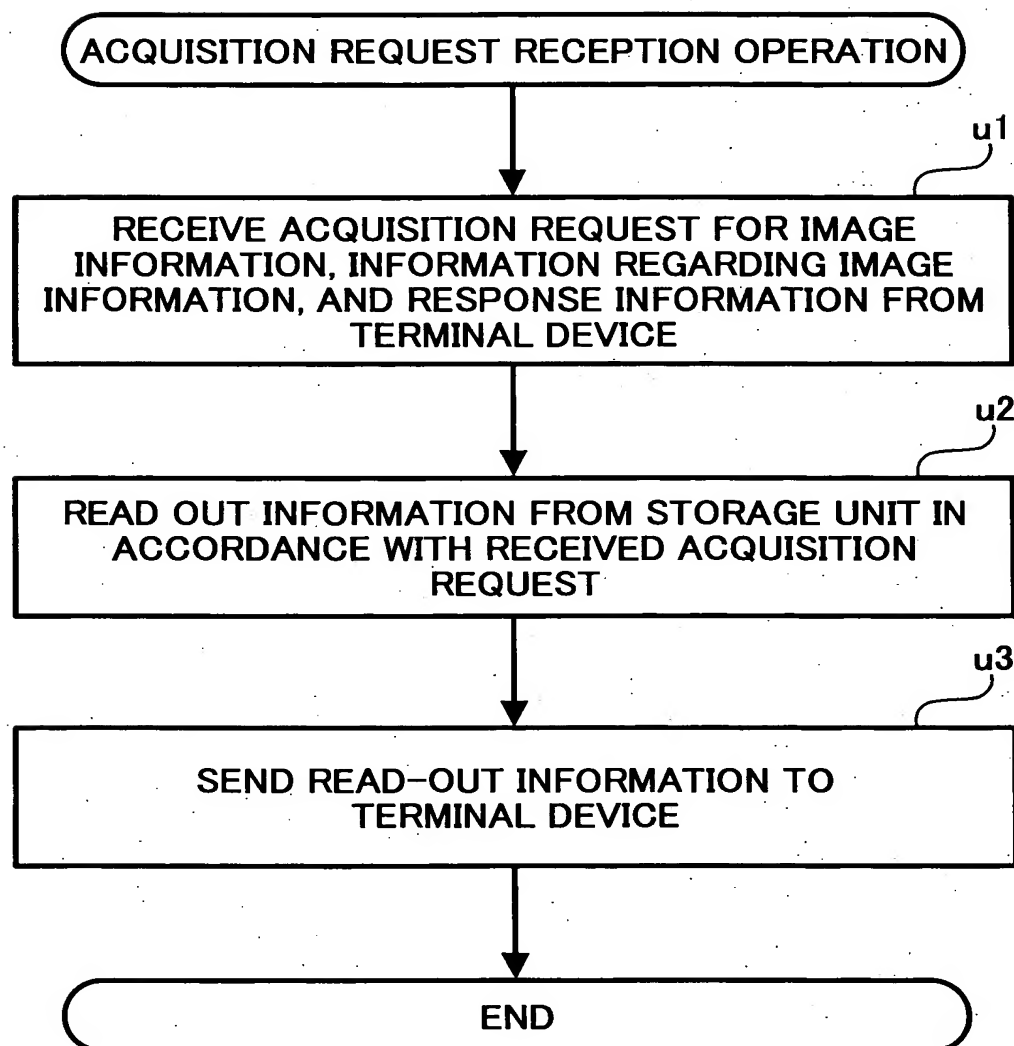 ACQUISITION REQUEST RECEPTION OPERATION
u1
RECEIVE ACQUISITION REQUEST FOR IMAGE
INFORMATION, INFORMATION REGARDING IMAGE
INFORMATION, AND RESPONSE INFORMATION FROM
TERMINAL DEVICE
u2
READ OUT INFORMATION FROM STORAGE UNIT IN
ACCORDANCE WITH RECEIVED ACQUISITION
REQUEST
u3
SEND READ-OUT INFORMATION TO
TERMINAL DEVICE
END